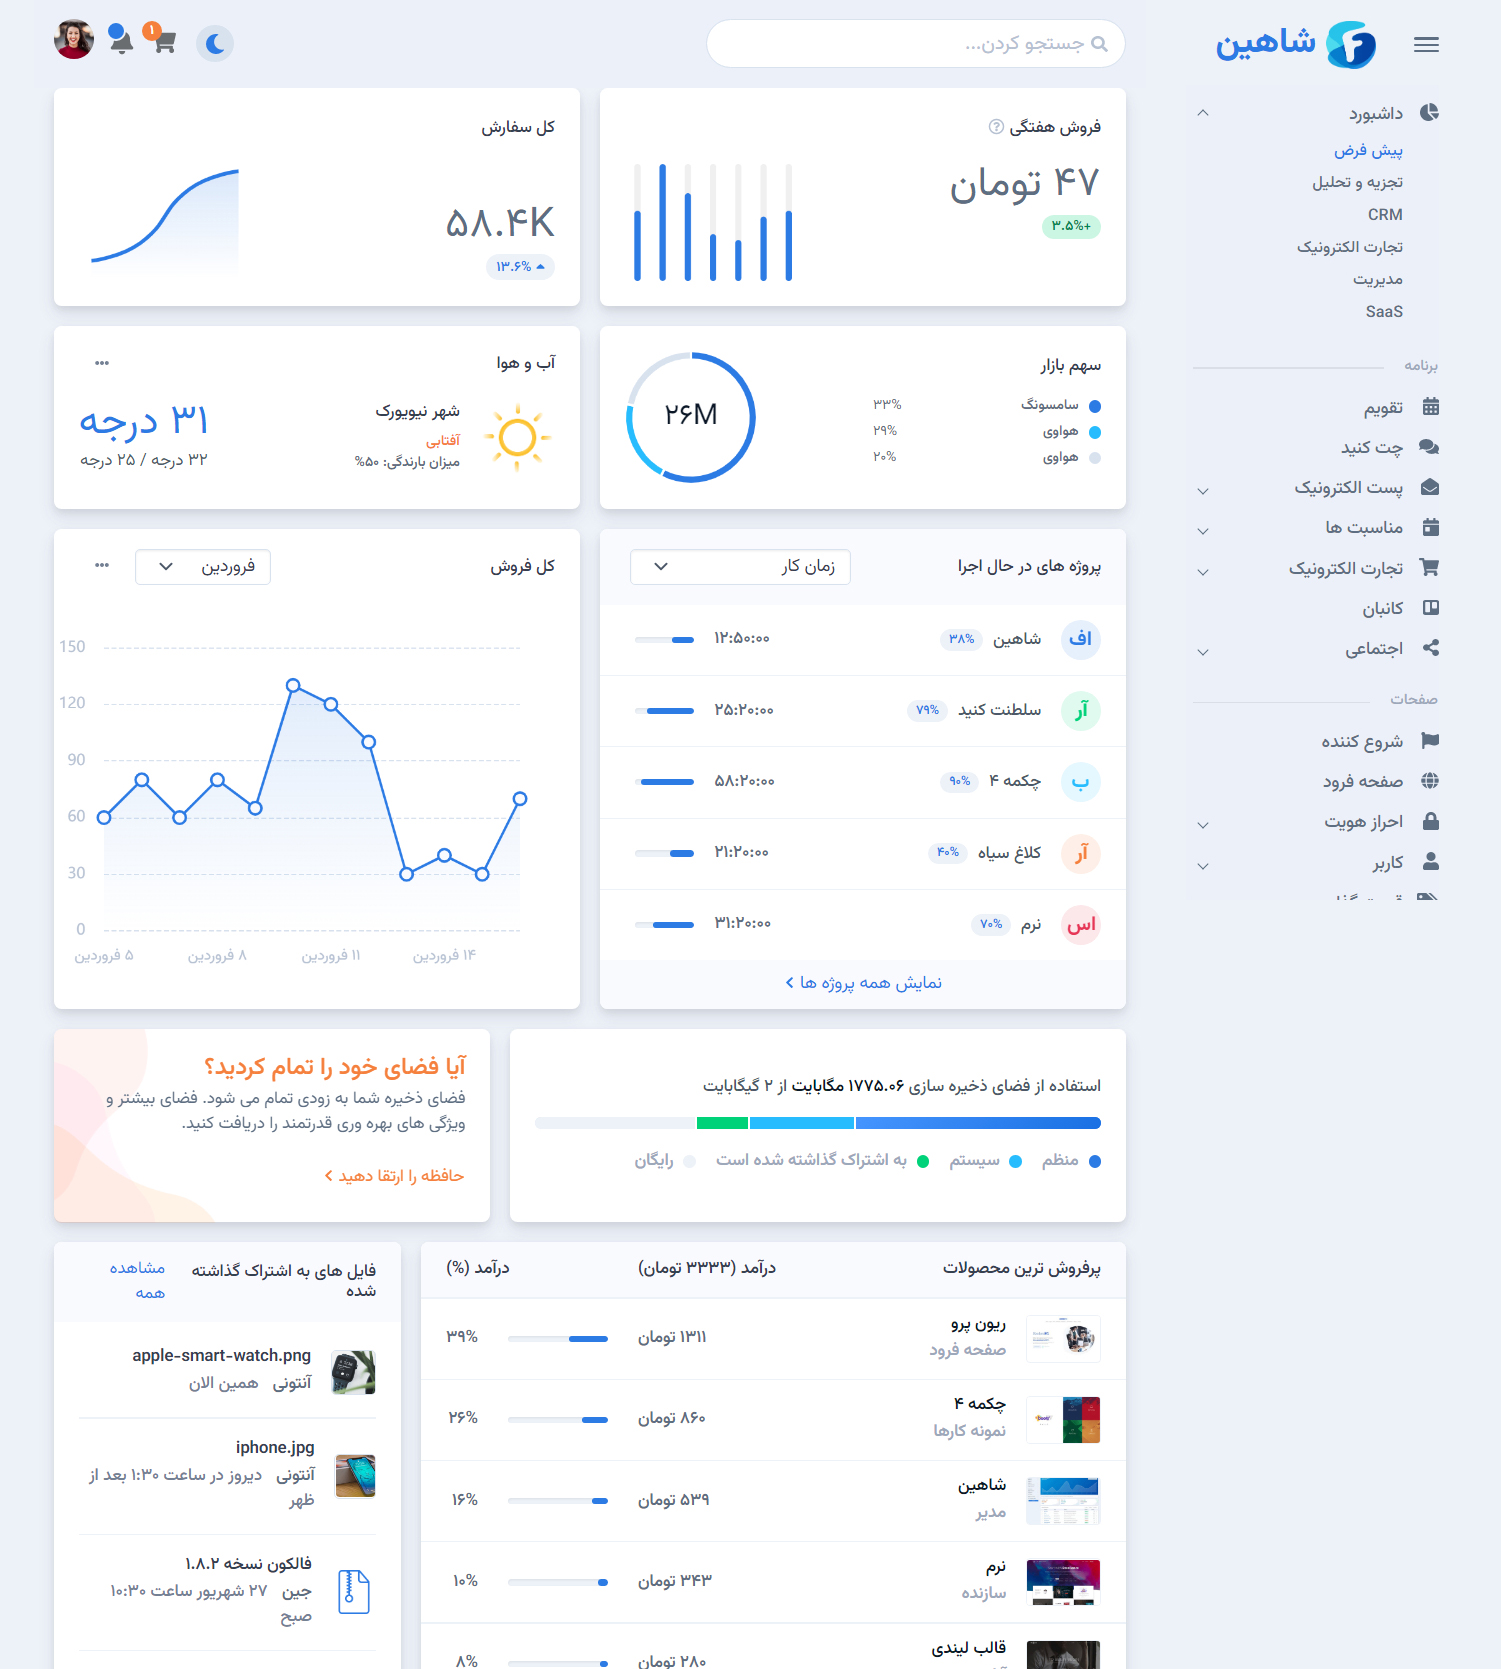 شاهین
جستجو کردن...
۱
داشبورد
پیش فرض
تجزیه و تحلیل
CRM
تجارت الکترونیک
مدیریت
SaaS
برنامه
تقویم
چت کنید
پست الکترونیک
مناسبت ها
تجارت الکترونیک
کانبان
اجتماعی
صفحات
شروع کننده
صفحه فرود
احراز هویت
کاربر
فروش هفتگی
۴۷ تومان
+۳.۵%
کل سفارش
۵۸.۴K
۱۳.۶%
سهم بازار
سامسونگ ۳۳%
هواوی ۲۹%
هواوی ۲۰%
۲۶M
آب و هوا
شهر نیویورک
آفتابی
میزان بارندگی: ۵۰%
۳۱ درجه
۳۲ درجه / ۲۵ درجه
پروژه های در حال اجرا
زمان کار
اف شاهین ۳۸% ۱۲:۵۰:۰۰
آر سلطنت کنید ۷۹% ۲۵:۲۰:۰۰
ب چکمه ۴ ۹۰% ۵۸:۲۰:۰۰
آر کلاغ سیاه ۴۰% ۲۱:۲۰:۰۰
اس نرم ۷۰% ۳۱:۲۰:۰۰
نمایش همه پروژه ها
کل فروش
فروردین
150
120
90
60
30
0
۵ فروردین ۸ فروردین ۱۱ فروردین ۱۴ فروردین
استفاده از فضای ذخیره سازی ۱۷۷۵.۰۶ مگابایت از ۲ گیگابایت
منظم سیستم به اشتراک گذاشته شده است رایگان
آیا فضای خود را تمام کردید؟
فضای ذخیره شما به زودی تمام می شود. فضای بیشتر و
ویژگی های بهره وری قدرتمند را دریافت کنید.
حافظه را ارتقا دهید
پرفروش ترین محصولات درآمد (۳۳۳۳ تومان) درآمد (%)
ریون پرو
صفحه فرود
۱۳۱۱ تومان ۳۹%
چکمه ۴
نمونه کارها
۸۶۰ تومان ۲۶%
شاهین
مدیر
۵۳۹ تومان ۱۶%
نرم
سازنده
۳۴۳ تومان ۱۰%
قالب لیندی
۲۸۰ تومان ۸%
فایل های به اشتراک گذاشته
شده
مشاهده
همه
apple-smart-watch.png
آنتونی همین الان
iphone.jpg
آنتونی دیروز در ساعت ۱:۳۰ بعد از
ظهر
فالکون نسخه ۱.۸.۲
جین ۲۷ شهریور ساعت ۱۰:۳۰
صبح